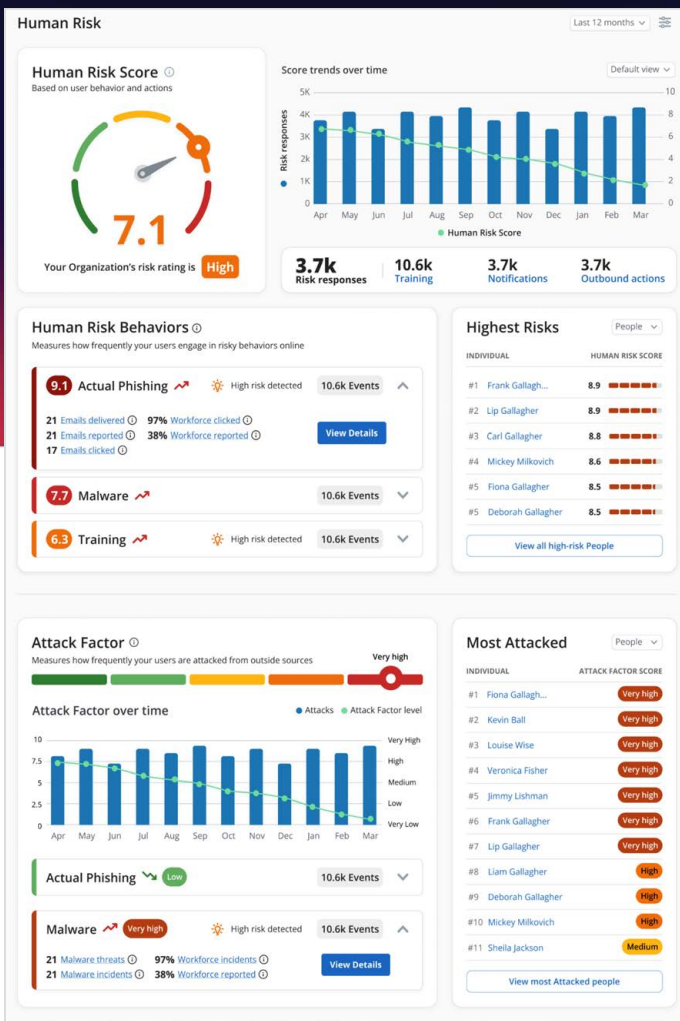 Human Risk
Last 12 months
Human Risk Score
Based on user behavior and actions
7.1
Your Organization's risk rating is High
Score trends over time
Default view
Risk responses
5K
4K
3K
2k
1K
0
10
8
6
4
2
0
Apr May Jun Jul Aug Sep Oct Nov Dec Jan Feb Mar
Human Risk Score
3.7k
Risk responses
10.6k
Training
3.7k
Notifications
3.7k
Outbound actions
Human Risk Behaviors
Measures how frequently your users engage in risky behaviors online
9.1 Actual Phishing High risk detected 10.6k Events
21 Emails delivered 97% Workforce clicked
21 Emails reported 38% Workforce reported
17 Emails clicked
View Details
7.7 Malware 10.6k Events
6.3 Training High risk detected 10.6k Events
Highest Risks
People
INDIVIDUAL HUMAN RISK SCORE
#1 Frank Gallagh... 8.9
#2 Lip Gallagher 8.9
#3 Carl Gallagher 8.8
#4 Mickey Milkovich 8.6
#5 Fiona Gallagher 8.5
#5 Deborah Gallagher 8.5
View all high-risk People
Attack Factor
Measures how frequently your users are attacked from outside sources
Very high
Attack Factor over time
Attacks Attack Factor level
10
7.5
5
2.5
0
Very High
High
Medium
Low
Very Low
Apr May Jun Jul Aug Sep Oct Nov Dec Jan Feb Mar
Actual Phishing Low 10.6k Events
Malware Very high High risk detected 10.6k Events
21 Malware threats 97% Workforce incidents
21 Malware incidents 38% Workforce reported
View Details
Most Attacked
People
INDIVIDUAL ATTACK FACTOR SCORE
#1 Fiona Gallagh... Very high
#2 Kevin Ball Very high
#3 Louise Wise Very high
#4 Veronica Fisher Very high
#5 Jimmy Lishman Very high
#6 Frank Gallagher Very high
#7 Lip Gallagher Very high
#8 Liam Gallagher High
#9 Deborah Gallagher High
#10 Mickey Milkovich High
#11 Sheila Jackson Medium
View most Attacked people